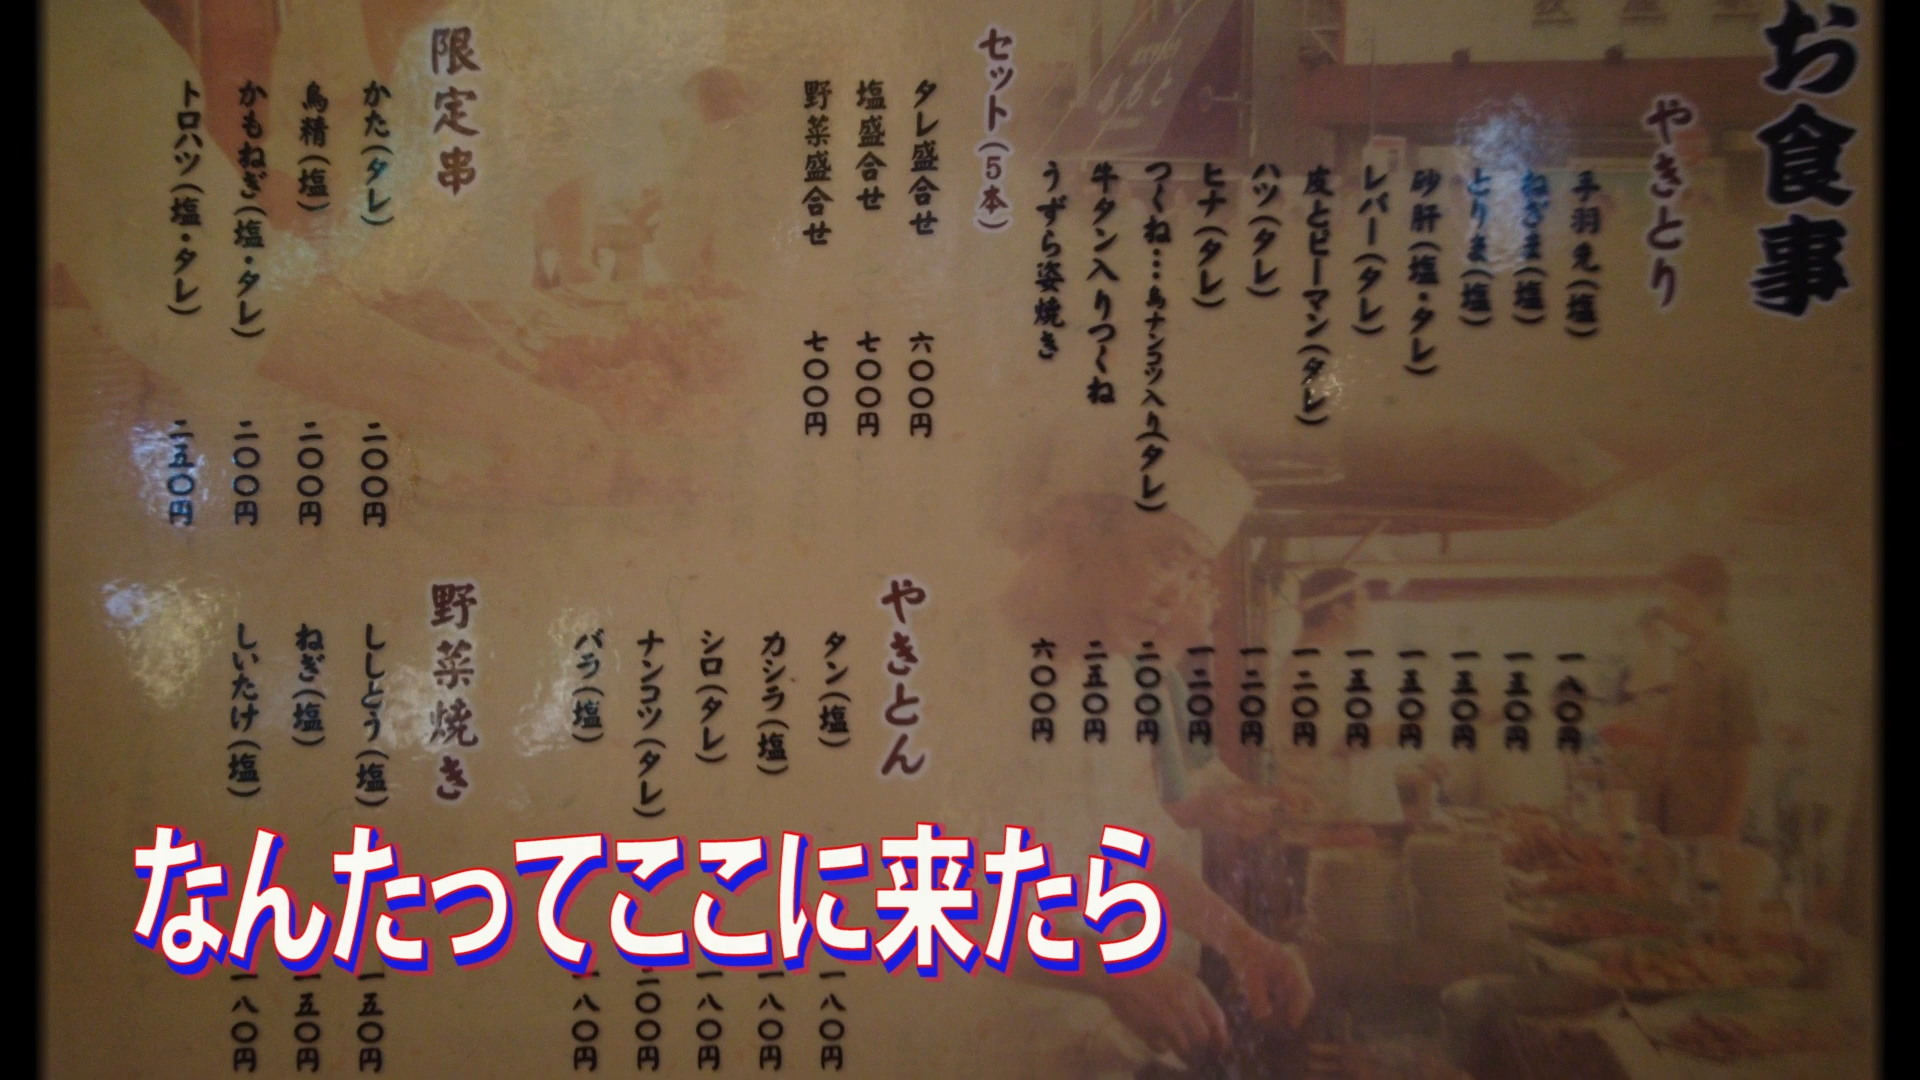 お食事
やきとり
手羽先(塩) 一八〇円
ねぎま(塩) 一五〇円
とりま(塩) 一五〇円
砂肝(塩・タレ) 一五〇円
レバー(タレ) 一五〇円
皮とピーマン(タレ) 一二〇円
ハツ(タレ) 一二〇円
ヒナ(タレ) 一二〇円
つくね…鳥ナンコツ入り(タレ) 二〇〇円
牛タン入りつくね 二五〇円
うずら姿焼き 六〇〇円
セット(5本)
タレ盛合せ 六〇〇円
塩盛合せ 七〇〇円
野菜盛合せ 七〇〇円
やきとん
タン(塩) 一八〇円
カシラ(塩) 一八〇円
シロ(タレ) 一八〇円
ナンコツ(タレ) 二〇〇円
バラ(塩) 一八〇円
限定串
かた(タレ) 二〇〇円
鳥精(塩) 二〇〇円
かもねぎ(塩・タレ) 二〇〇円
トロハツ(塩・タレ) 二五〇円
野菜焼き
ししとう(塩) 一五〇円
ねぎ(塩) 一五〇円
しいたけ(塩) 一八〇円
なんたってここに来たら